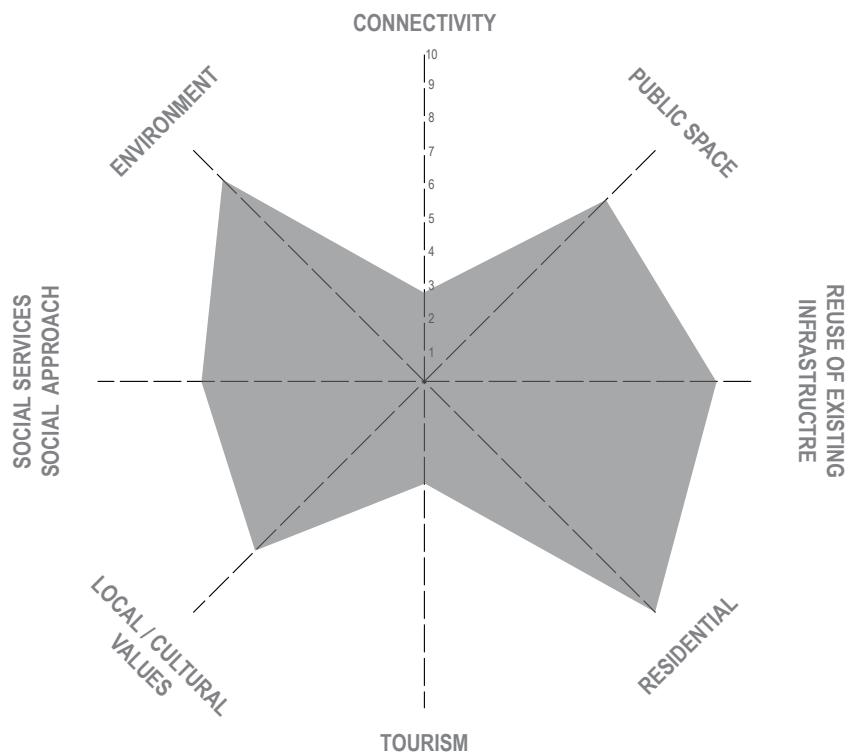 CONNECTIVITY
10
9
8
7
6
5
4
3
2
1
PUBLIC SPACE
REUSE OF EXISTING
INFRASTRUCTRE
RESIDENTIAL
TOURISM
LOCAL / CULTURAL
VALUES
SOCIAL SERVICES
SOCIAL APPROACH
ENVIRONMENT